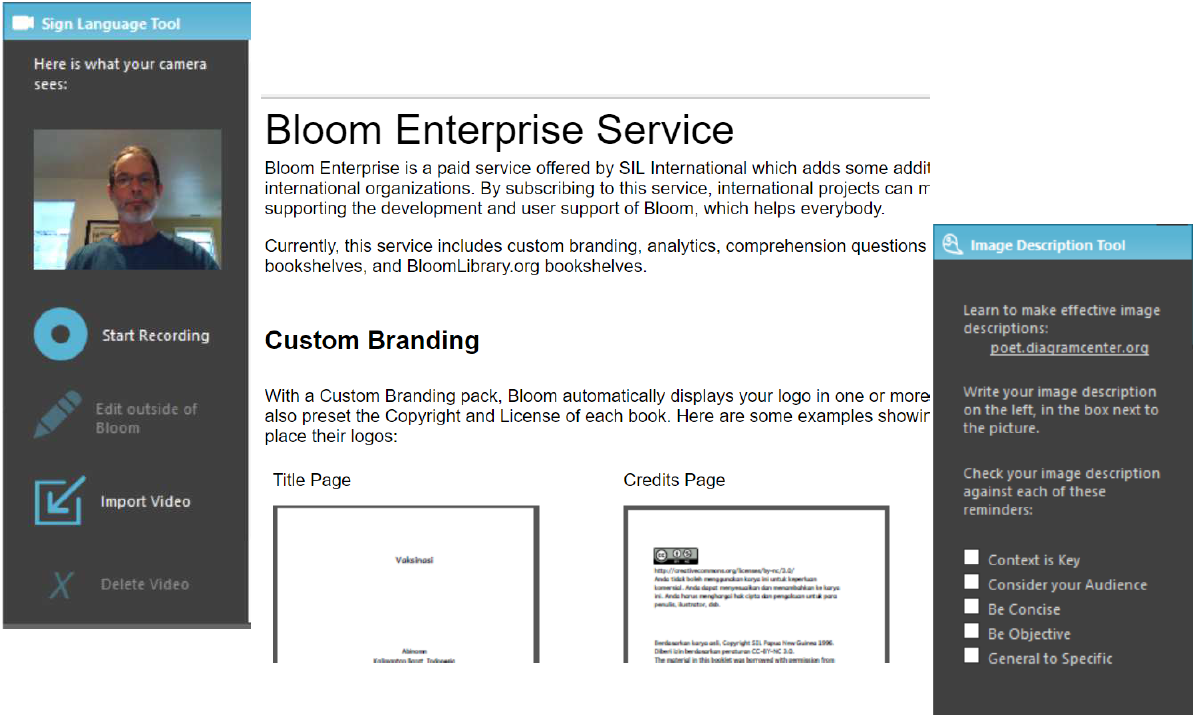 Sign Language Tool
Here is what your camera
sees:
Start Recording
Edit outside of
Bloom
Import Video
Delete Video
Bloom Enterprise Service
Bloom Enterprise is a paid service offered by SIL International which adds some addit
international organizations. By subscribing to this service, international projects can m
supporting the development and user support of Bloom, which helps everybody.
Currently, this service includes custom branding, analytics, comprehension questions
bookshelves, and BloomLibrary.org bookshelves.
Custom Branding
With a Custom Branding pack, Bloom automatically displays your logo in one or more
also preset the Copyright and License of each book. Here are some examples showin
place their logos:
Title Page
Vaksinasi
Credits Page
http://creativecommons.org/licenses/by-nc/3.0/
Anda tidak boleh menggunakan karya ini untuk keperluan
komersial. Anda dapat menyesuaikan dan menambahkan ke karya
ini. Anda harus menghargai hak cipta dan pengakuan untuk para
penulis, ilustrator, dsb.
Berdasarkan karya asli, Copyright SIL Papua New Guinea 1996.
Diberi izin berdasarkan peraturan CC-BY-NC 3.0.
The material in this booklet was borrowed with permission from
Image Description Tool
Learn to make effective image
descriptions:
poet.diagramcenter.org
Write your image description
on the left, in the box next to
the picture.
Check your image description
against each of these
reminders:
Context is Key
Consider your Audience
Be Concise
Be Objective
General to Specific